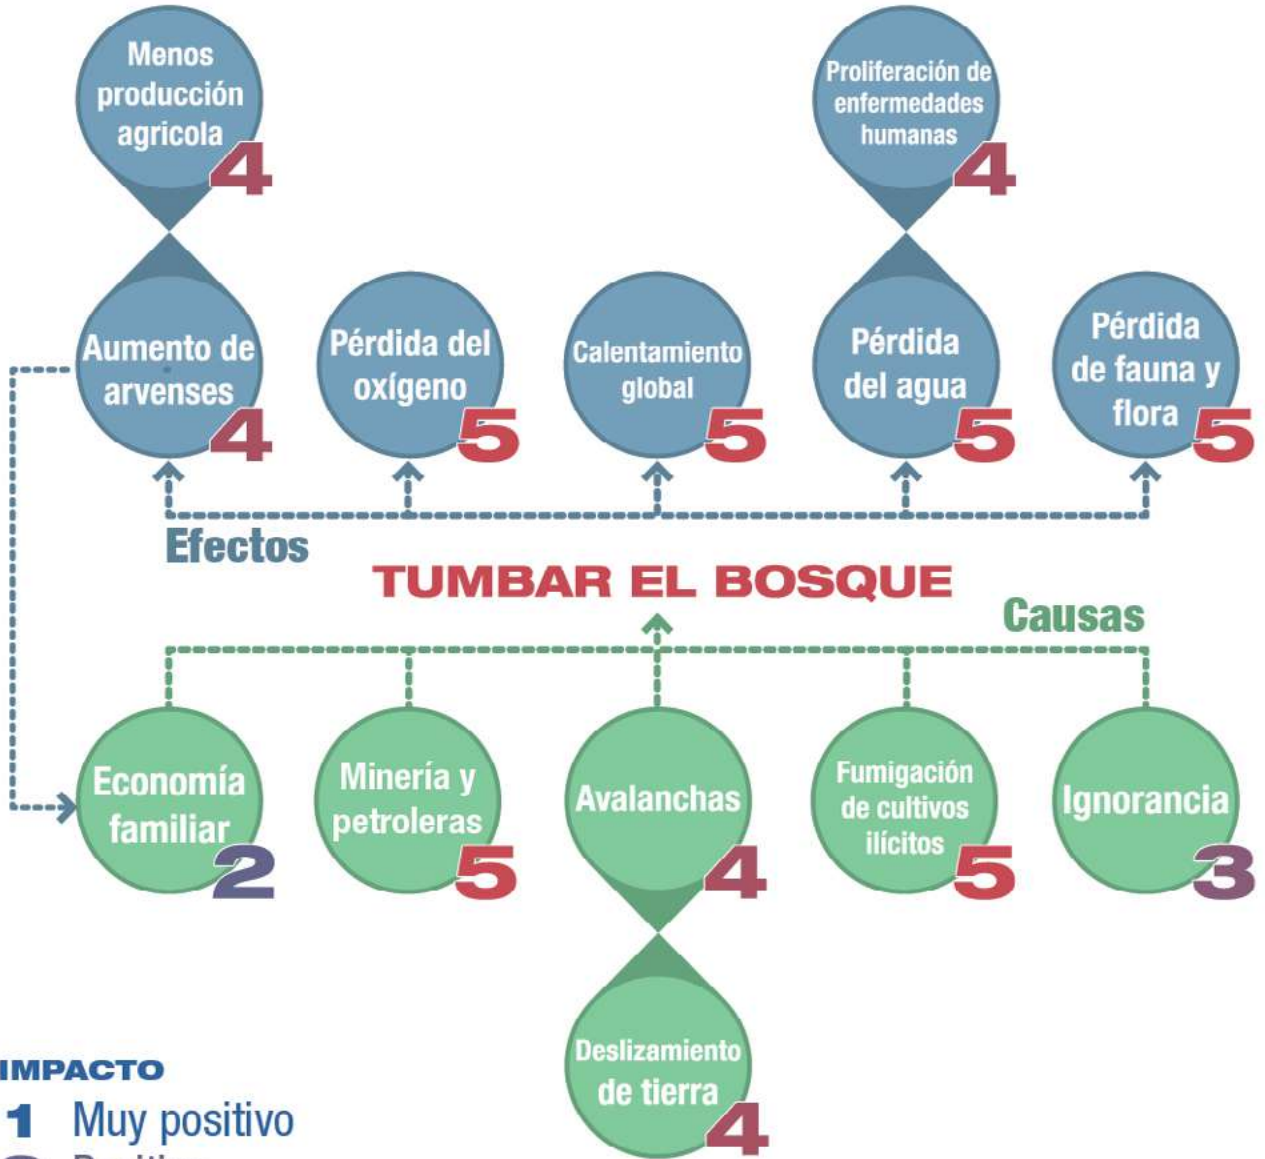 Menos
producción
agricola
4
Proliferación de
enfermedades
humanas
4
Aumento de
arvenses
4
Pérdida del
oxígeno
5
Calentamiento
global
5
Pérdida
del agua
5
Pérdida
de fauna y
flora
5
Efectos
TUMBAR EL BOSQUE
Causas
Economía
familiar
2
Minería y
petroleras
5
Avalanchas
4
Fumigación
de cultivos
ilícitos
5
Ignorancia
3
Deslizamiento
de tierra
4
IMPACTO
1 Muy positivo